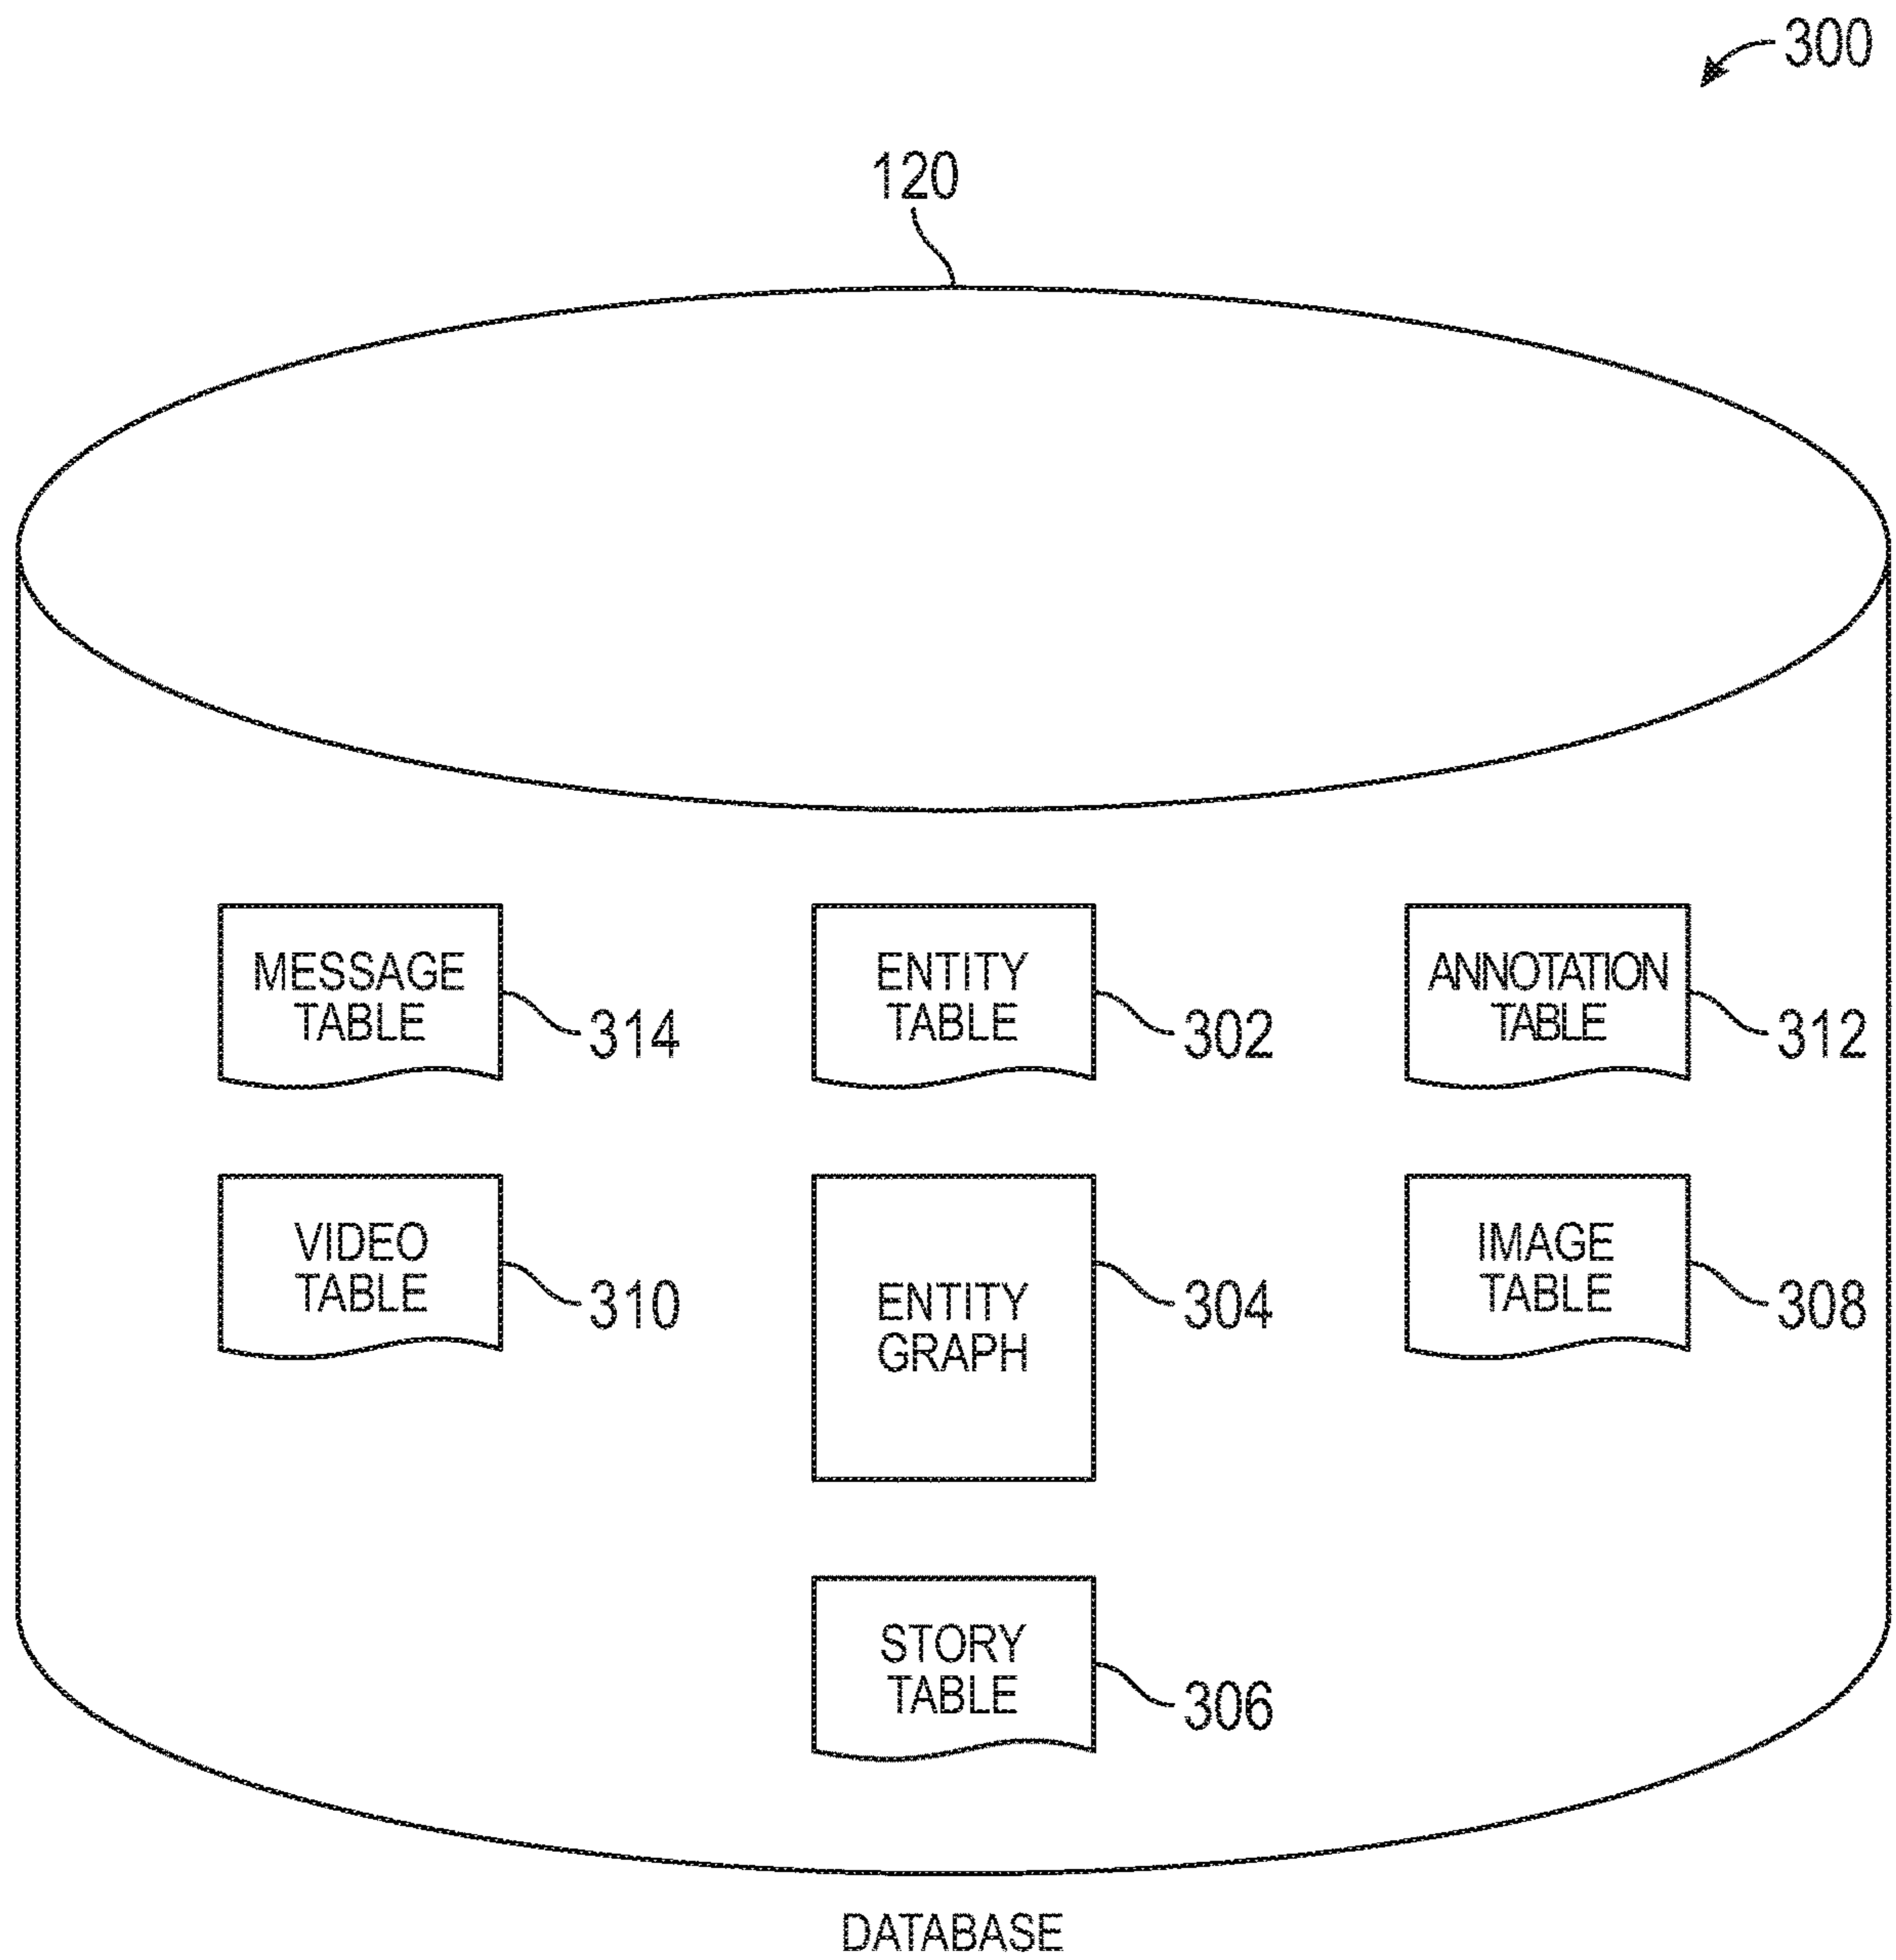 300
120
MESSAGE
TABLE
314
ENTITY
TABLE
302
ANNOTATION
TABLE
312
VIDEO
TABLE
310
ENTITY
GRAPH
304
IMAGE
TABLE
308
STORY
TABLE
306
DATABASE